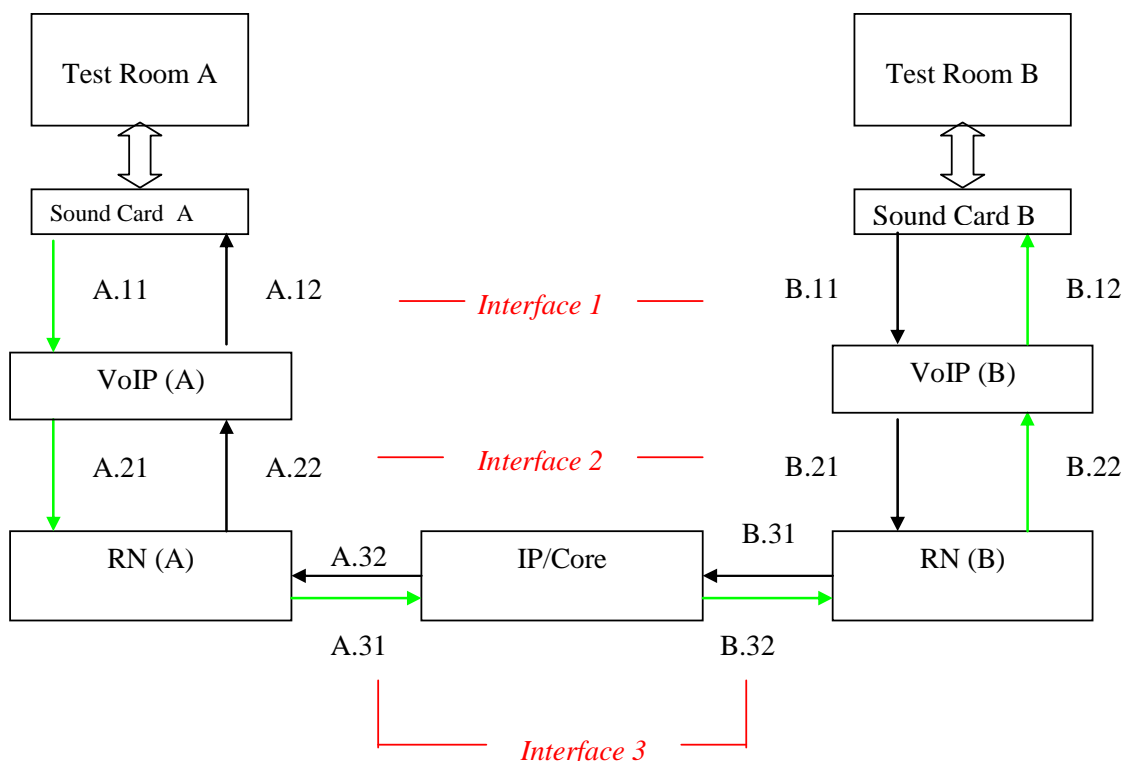 Test Room A
Test Room B
Sound Card A
Sound Card B
A.11
A.12
Interface 1
B.11
B.12
VoIP (A)
VoIP (B)
A.21
A.22
Interface 2
B.21
B.22
RN (A)
A.32
IP/Core
B.31
RN (B)
A.31
B.32
Interface 3